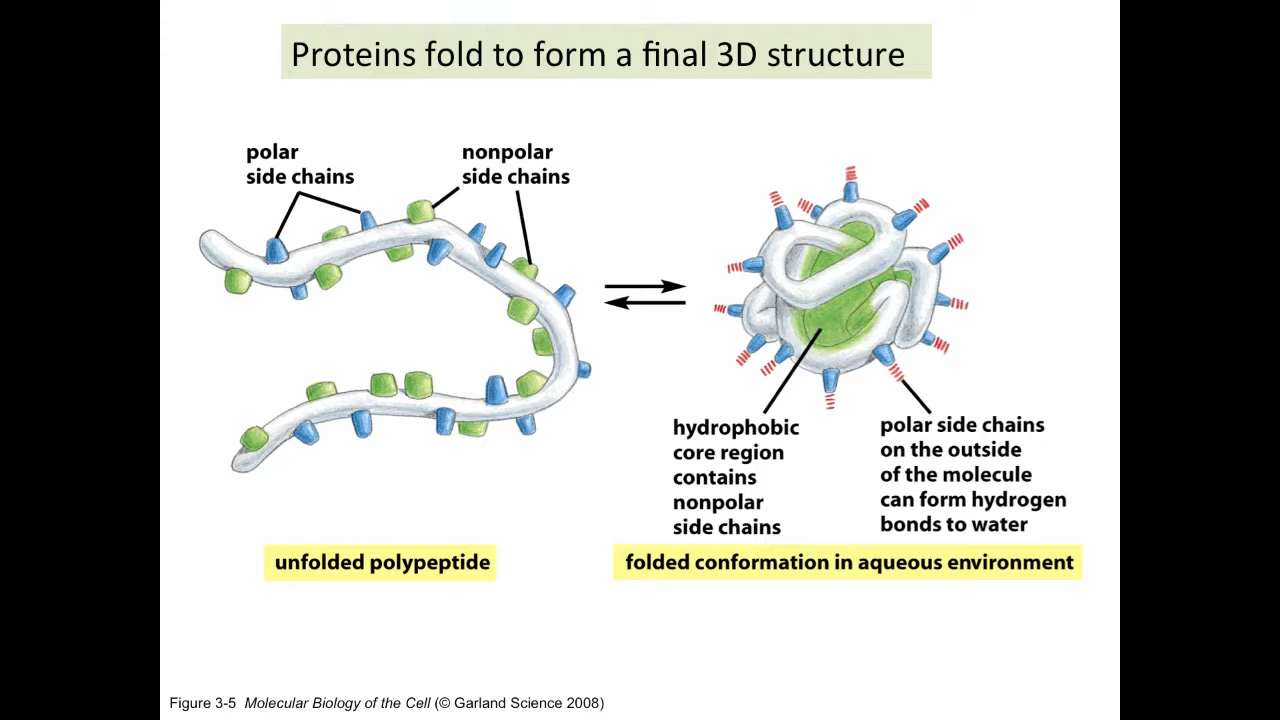 Proteins fold to form a final 3D structure
polar
side chains
nonpolar
side chains
hydrophobic
core region
contains
nonpolar
side chains
polar side chains
on the outside
of the molecule
can form hydrogen
bonds to water
unfolded polypeptide
folded conformation in aqueous environment
Figure 3-5 Molecular Biology of the Cell (© Garland Science 2008)